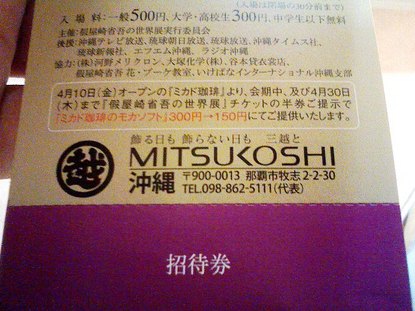 (入場は閉場の30分前まで)
入 場 料:一般500円、大学・高校生300円、中学生以下無料
主催:假屋崎省吾の世界展実行委員会
後援:沖縄テレビ放送、琉球朝日放送、琉球放送、沖縄タイムス社、
琉球新報社、エフエム沖縄、ラジオ沖縄
協力:(株)河野メリクロン、大塚化学(株)、谷本貸衣裳店、
假屋崎省吾 花・ブーケ教室、いけばなインターナショナル沖縄支部
4月10日(金)オープンの『ミカド珈琲』より、会期中、及び4月30日
(木)まで『假屋崎省吾の世界展』チケットの半券ご提示で
『ミカド珈琲のモカソフト』300円→150円にてご提供いたします。
飾る日も 飾らない日も 三越と
越 MITSUKOSHI
沖縄 〒900-0013 那覇市牧志2-2-30
TEL.098-862-5111(代表)
招待券